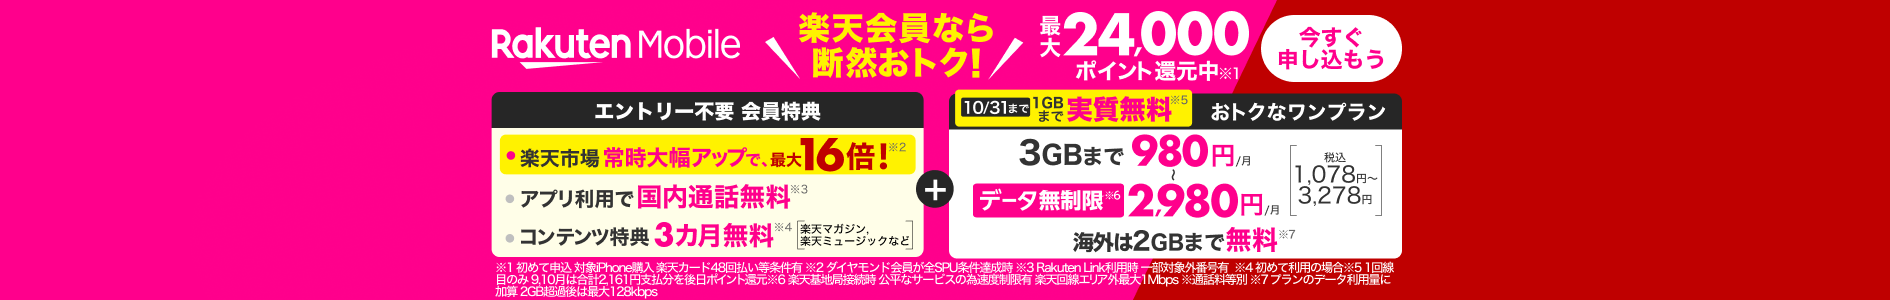 Rakuten Mobile
楽天会員なら
断然おトク!
最大24,000
ポイント還元中※1
今すぐ
申し込もう
エントリー不要 会員特典
• 楽天市場 常時大幅アップで、最大16倍!※2
• アプリ利用で 国内通話無料※3
• コンテンツ特典 3カ月無料※4
楽天マガジン,
楽天ミュージックなど
+
10/31まで 1GBまで 実質無料※5 おトクなワンプラン
3GBまで 980円/月
~
データ無制限※6 2,980円/月
税込
1,078円~
3,278円
海外は2GBまで無料※7
※1 初めて申込 対象iPhone購入 楽天カード48回払い等条件有 ※2 ダイヤモンド会員が全SPU条件達成時 ※3 Rakuten Link利用時 一部対象外番号有 ※4 初めて利用の場合※5 1回線
目のみ 9,10月は合計2,161円支払分を後日ポイント還元※6 楽天基地局接続時 公平なサービスの為速度制限有 楽天回線エリア外最大1Mbps ※通話料等別 ※7 プランのデータ利用量に
加算 2GB超過後は最大128kbps